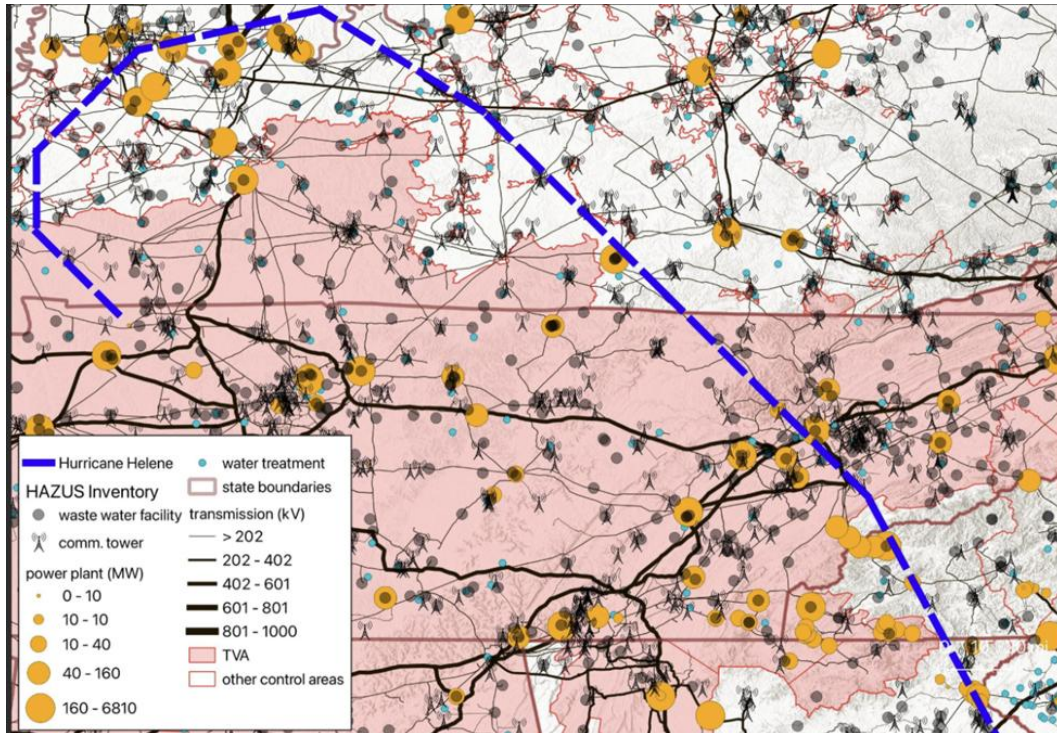 Hurricane Helene
HAZUS Inventory
waste water facility
comm. tower
power plant (MW)
0 - 10
10 - 10
10 - 40
40 - 160
160 - 6810
water treatment
state boundaries
transmission (kV)
> 202
202 - 402
402 - 601
601 - 801
801 - 1000
TVA
other control areas